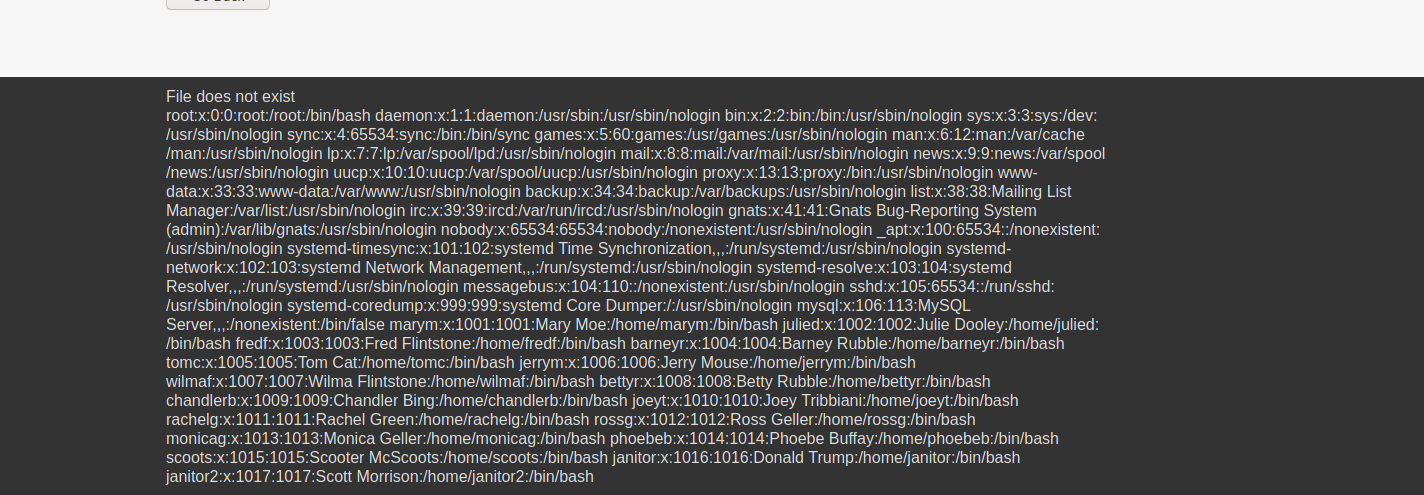 Go Back
File does not exist
root:x:0:0:root:/root:/bin/bash daemon:x:1:1:daemon:/usr/sbin:/usr/sbin/nologin bin:x:2:2:bin:/bin:/usr/sbin/nologin sys:x:3:3:sys:/dev:
/usr/sbin/nologin sync:x:4:65534:sync:/bin:/bin/sync games:x:5:60:games:/usr/games:/usr/sbin/nologin man:x:6:12:man:/var/cache
/man:/usr/sbin/nologin lp:x:7:7:lp:/var/spool/lpd:/usr/sbin/nologin mail:x:8:8:mail:/var/mail:/usr/sbin/nologin news:x:9:9:news:/var/spool
/news:/usr/sbin/nologin uucp:x:10:10:uucp:/var/spool/uucp:/usr/sbin/nologin proxy:x:13:13:proxy:/bin:/usr/sbin/nologin www-
data:x:33:33:www-data:/var/www:/usr/sbin/nologin backup:x:34:34:backup:/var/backups:/usr/sbin/nologin list:x:38:38:Mailing List
Manager:/var/list:/usr/sbin/nologin irc:x:39:39:ircd:/var/run/ircd:/usr/sbin/nologin gnats:x:41:41:Gnats Bug-Reporting System
(admin):/var/lib/gnats:/usr/sbin/nologin nobody:x:65534:65534:nobody:/nonexistent:/usr/sbin/nologin _apt:x:100:65534::/nonexistent:
/usr/sbin/nologin systemd-timesync:x:101:102:systemd Time Synchronization,,,:/run/systemd:/usr/sbin/nologin systemd-
network:x:102:103:systemd Network Management,,,:/run/systemd:/usr/sbin/nologin systemd-resolve:x:103:104:systemd
Resolver,,,:/run/systemd:/usr/sbin/nologin messagebus:x:104:110::/nonexistent:/usr/sbin/nologin sshd:x:105:65534::/run/sshd:
/usr/sbin/nologin systemd-coredump:x:999:999:systemd Core Dumper:/:/usr/sbin/nologin mysql:x:106:113:MySQL
Server,,,:/nonexistent:/bin/false marym:x:1001:1001:Mary Moe:/home/marym:/bin/bash julied:x:1002:1002:Julie Dooley:/home/julied:
/bin/bash fredf:x:1003:1003:Fred Flintstone:/home/fredf:/bin/bash barneyr:x:1004:1004:Barney Rubble:/home/barneyr:/bin/bash
tomc:x:1005:1005:Tom Cat:/home/tomc:/bin/bash jerrym:x:1006:1006:Jerry Mouse:/home/jerrym:/bin/bash
wilmaf:x:1007:1007:Wilma Flintstone:/home/wilmaf:/bin/bash bettyr:x:1008:1008:Betty Rubble:/home/bettyr:/bin/bash
chandlerb:x:1009:1009:Chandler Bing:/home/chandlerb:/bin/bash joeyt:x:1010:1010:Joey Tribbiani:/home/joeyt:/bin/bash
rachelg:x:1011:1011:Rachel Green:/home/rachelg:/bin/bash rossg:x:1012:1012:Ross Geller:/home/rossg:/bin/bash
monicag:x:1013:1013:Monica Geller:/home/monicag:/bin/bash phoebeb:x:1014:1014:Phoebe Buffay:/home/phoebeb:/bin/bash
scoots:x:1015:1015:Scooter McScoots:/home/scoots:/bin/bash janitor:x:1016:1016:Donald Trump:/home/janitor:/bin/bash
janitor2:x:1017:1017:Scott Morrison:/home/janitor2:/bin/bash